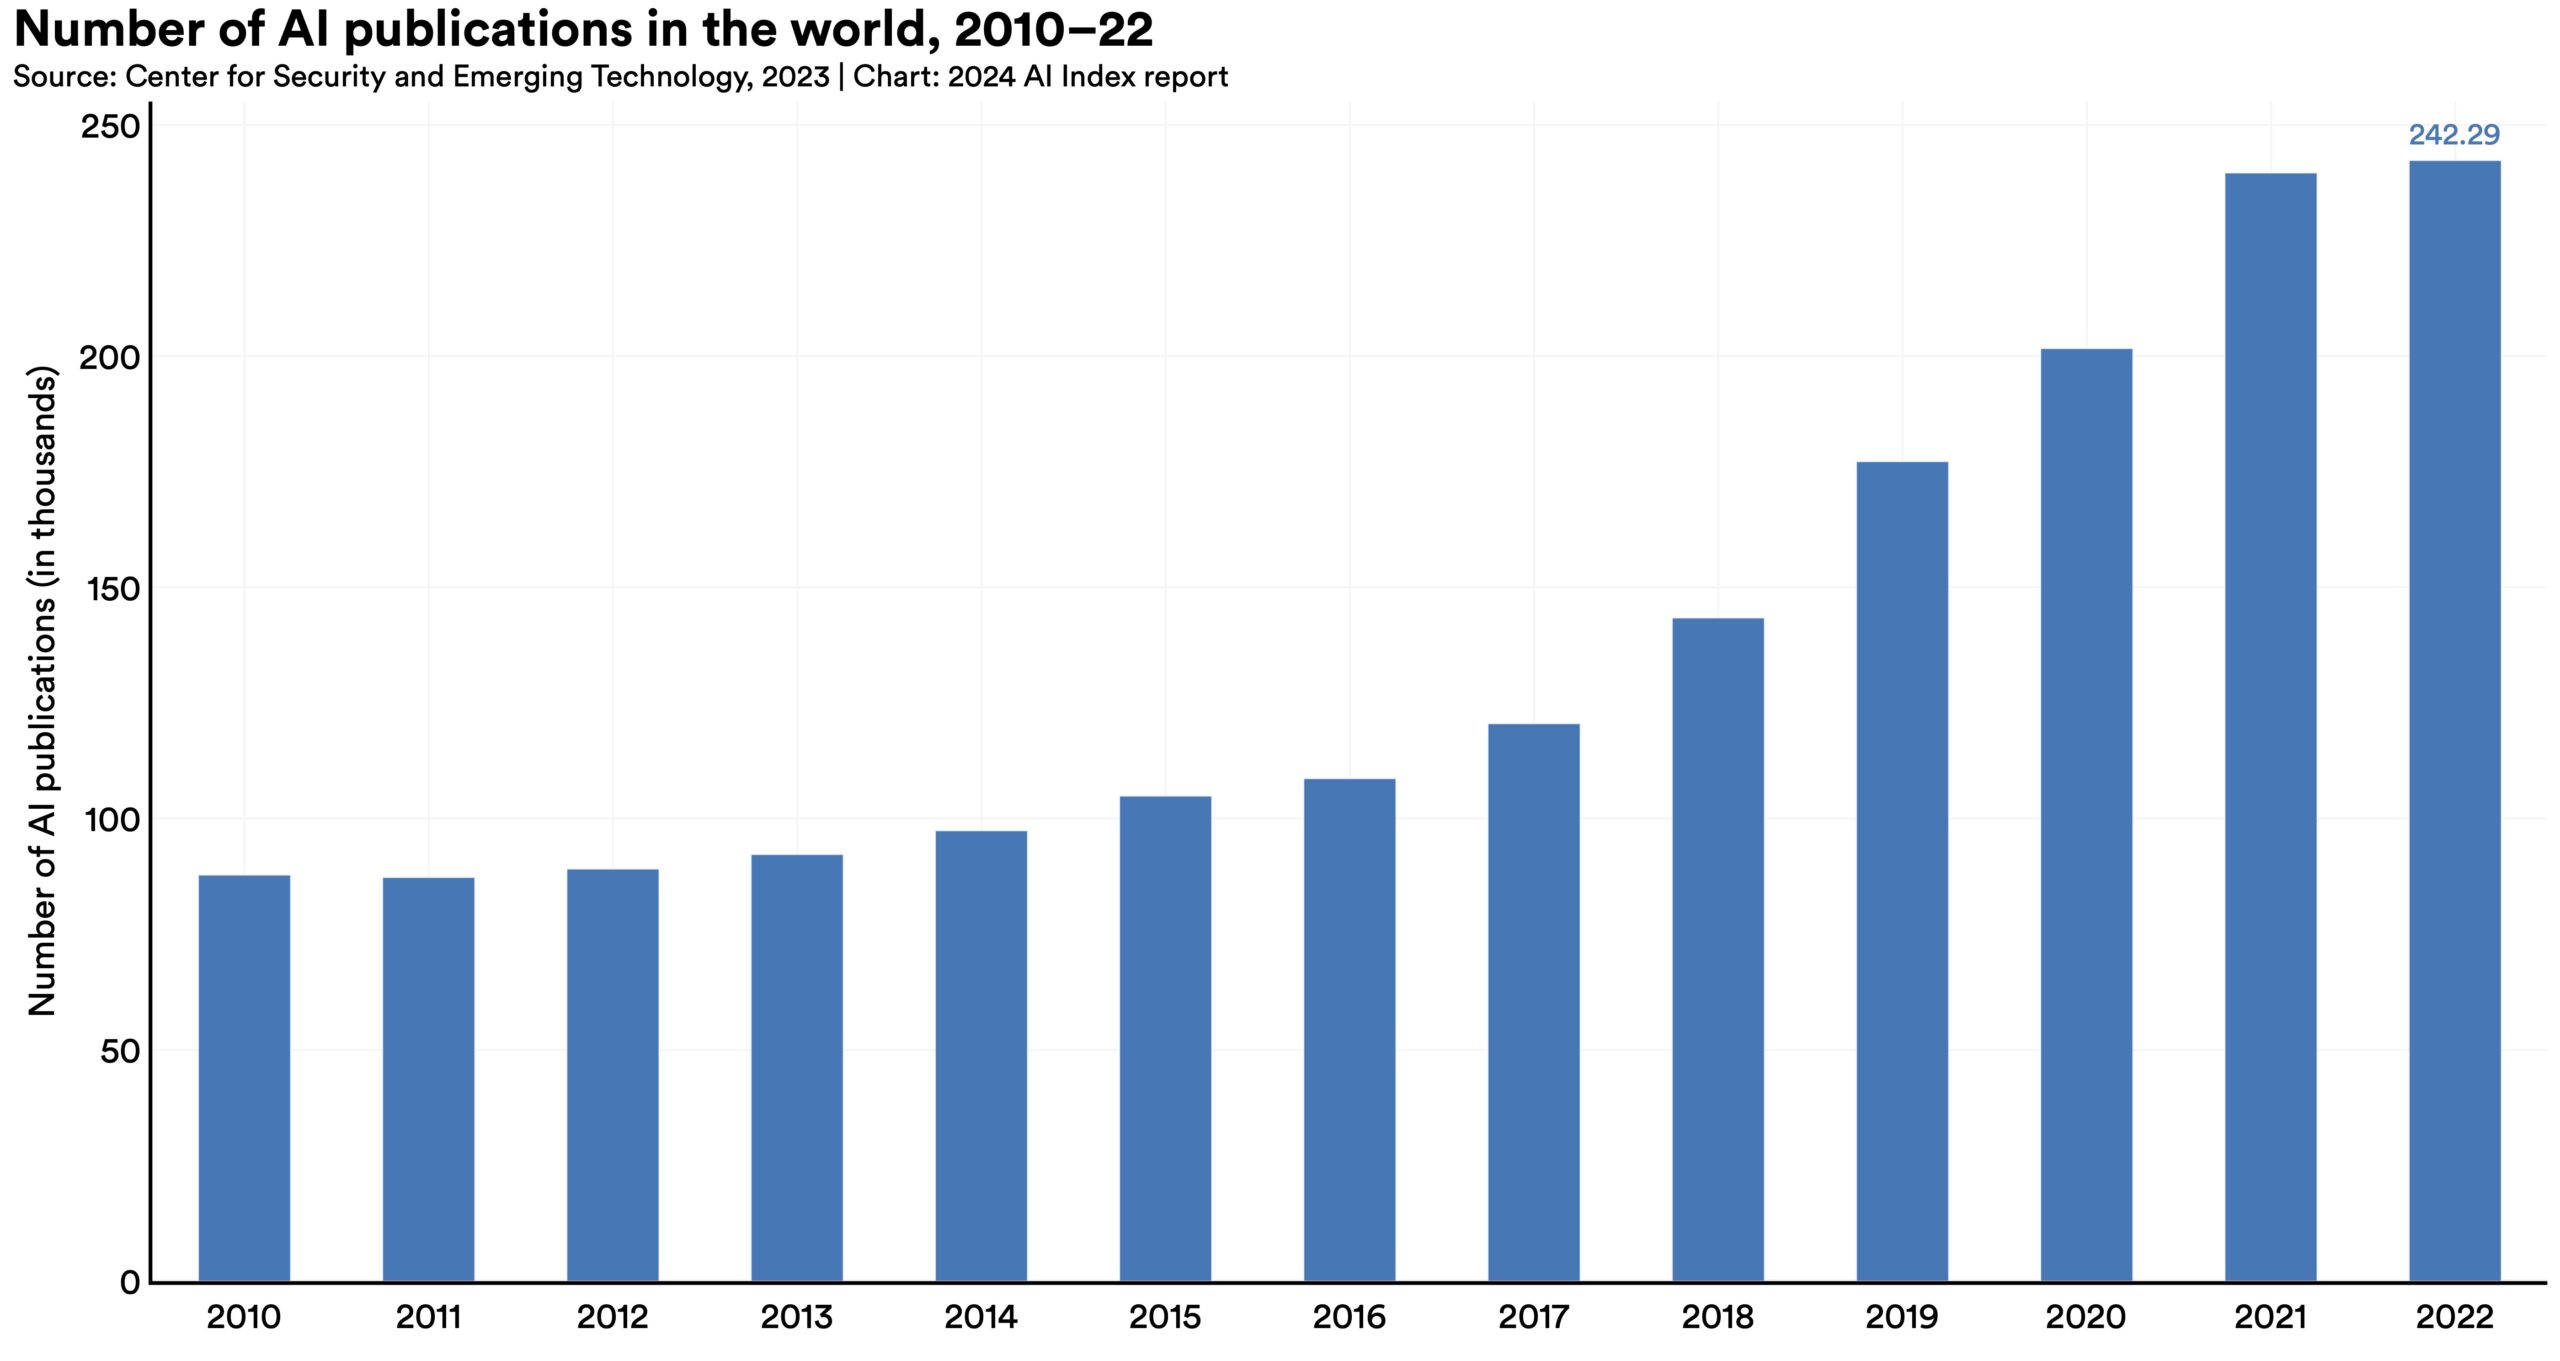 Number of AI publications in the world, 2010–22
Source: Center for Security and Emerging Technology, 2023 | Chart: 2024 AI Index report
Number of AI publications (in thousands)
250
200
150
100
50
0
242.29
2010 2011 2012 2013 2014 2015 2016 2017 2018 2019 2020 2021 2022